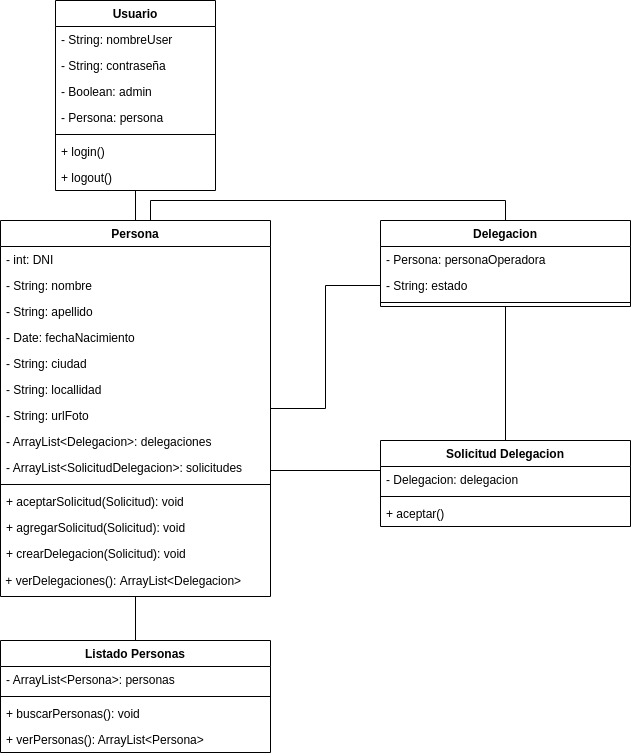 Usuario
- String: nombreUser
- String: contraseña
- Boolean: admin
- Persona: persona
+ login()
+ logout()
Persona
- int: DNI
- String: nombre
- String: apellido
- Date: fechaNacimiento
- String: ciudad
- String: locallidad
- String: urlFoto
- ArrayList<Delegacion>: delegaciones
- ArrayList<SolicitudDelegacion>: solicitudes
+ aceptarSolicitud(Solicitud): void
+ agregarSolicitud(Solicitud): void
+ crearDelegacion(Solicitud): void
+ verDelegaciones(): ArrayList<Delegacion>
Delegacion
- Persona: personaOperadora
- String: estado
Solicitud Delegacion
- Delegacion: delegacion
+ aceptar()
Listado Personas
- ArrayList<Persona>: personas
+ buscarPersonas(): void
+ verPersonas(): ArrayList<Persona>